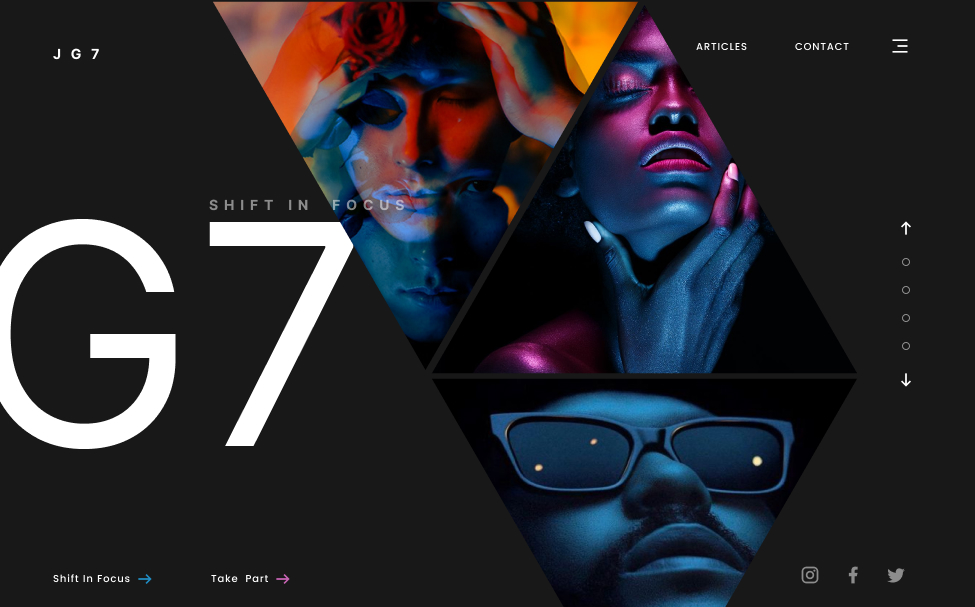 J G 7
ARTICLES
CONTACT
SHIFT IN FOCUS
G7
Shift In Focus
Take Part